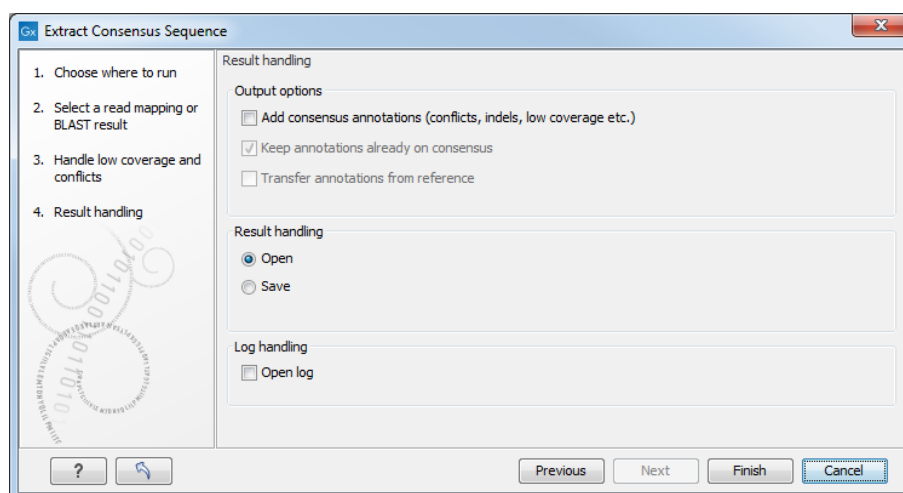 Gx Extract Consensus Sequence
1. Choose where to run
2. Select a read mapping or
BLAST result
3. Handle low coverage and
conflicts
4. Result handling
Result handling
Output options
Add consensus annotations (conflicts, indels, low coverage etc.)
Keep annotations already on consensus
Transfer annotations from reference
Result handling
Open
Save
Log handling
Open log
?
Previous
Next
Finish
Cancel